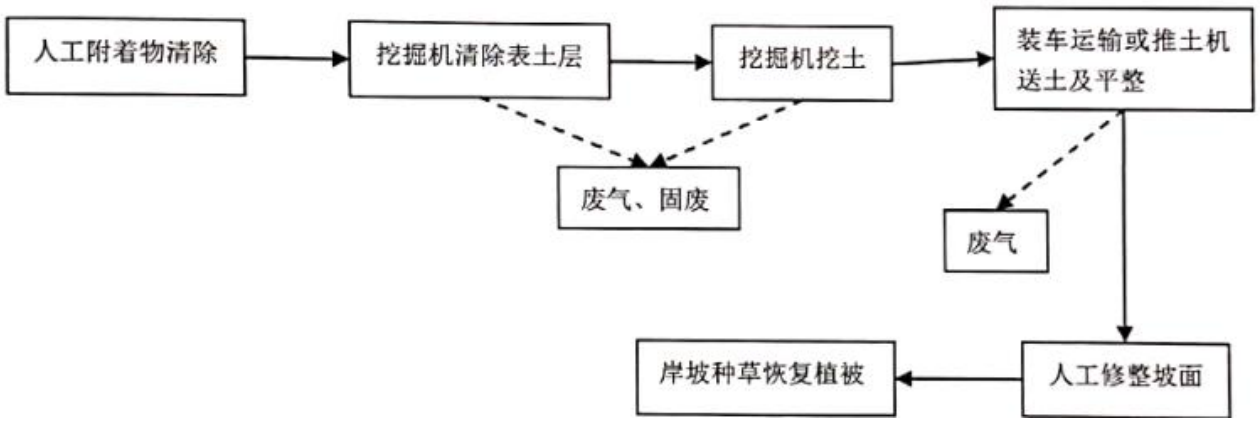 人工附着物清除
挖掘机清除表土层
挖掘机挖土
装车运输或推土机
送土及平整
废气、固废
废气
岸坡种草恢复植被
人工修整坡面